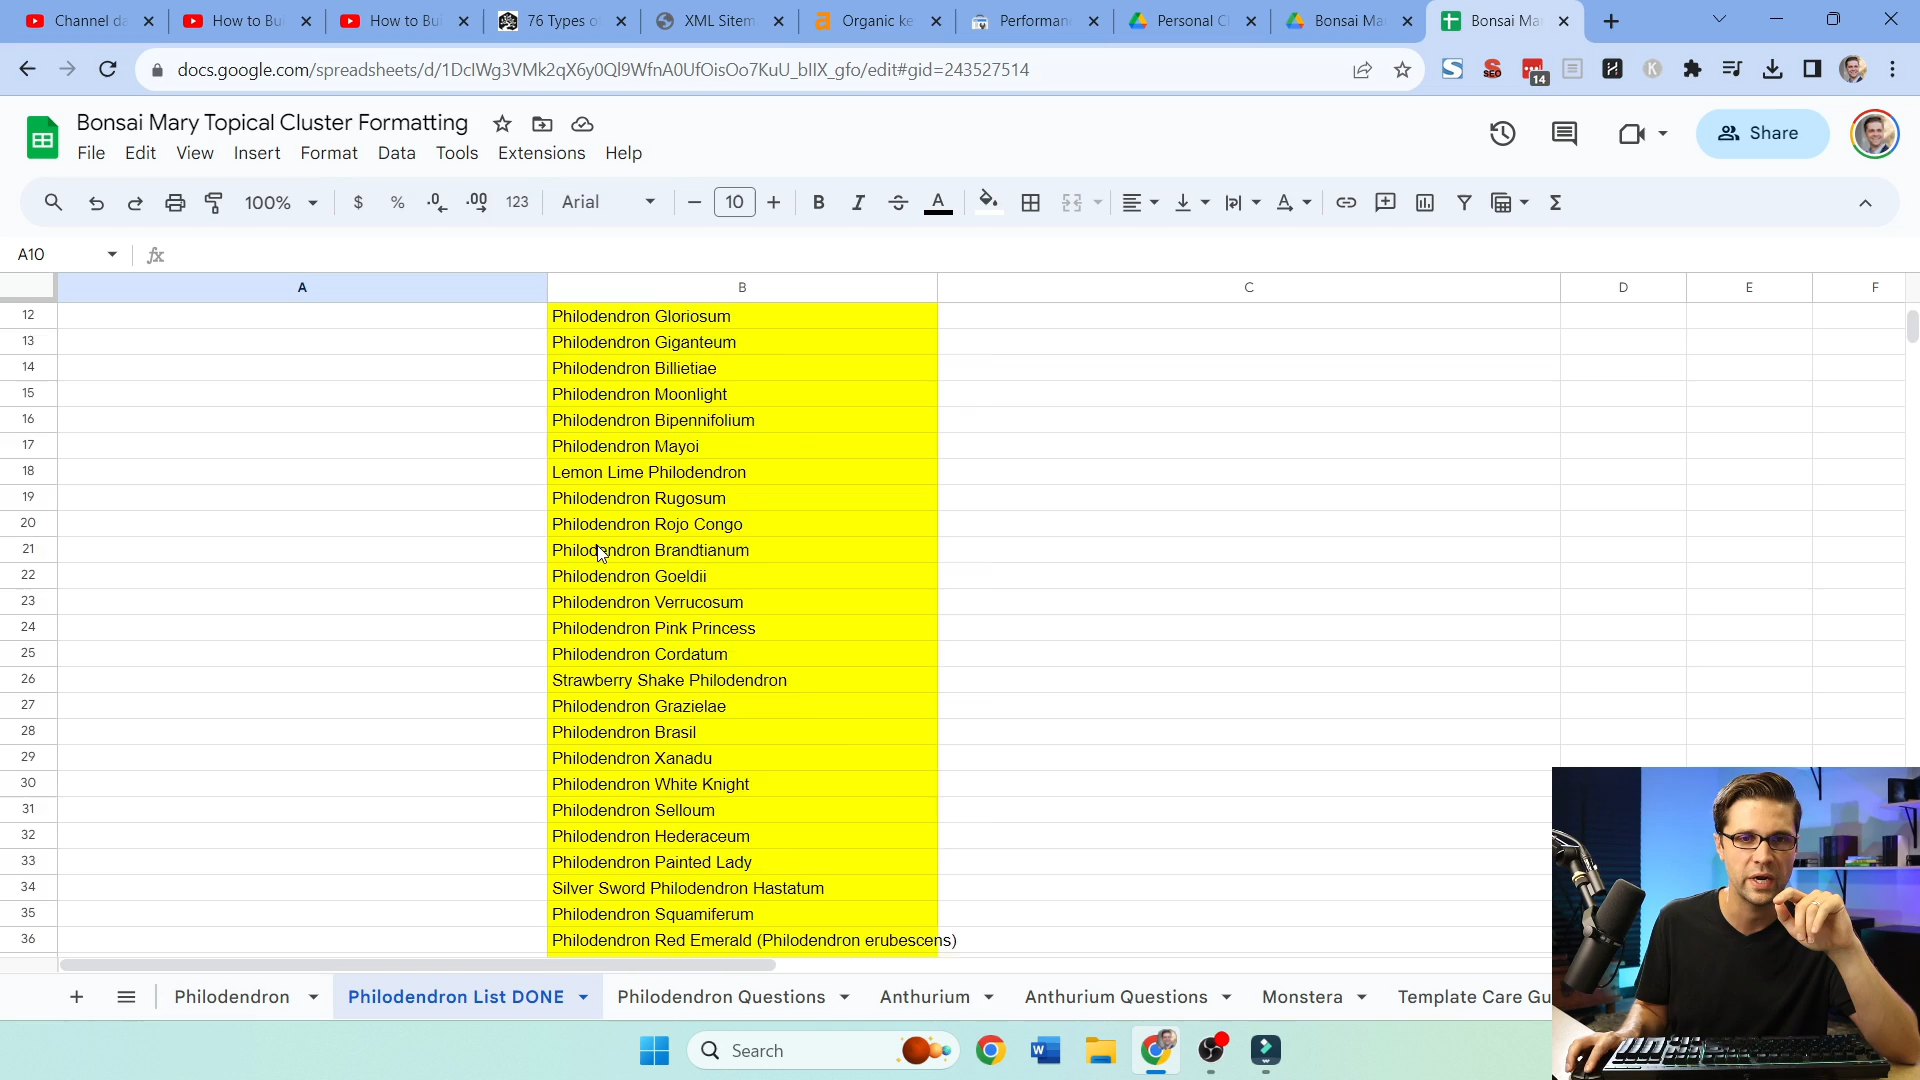 Channel da
How to Bui
How to Bui
76 Types o
XML Sitem
Organic ke
Performan
Personal C
Bonsai Ma
Bonsai Ma
docs.google.com/spreadsheets/d/1DcIWg3VMk2qX6y0Ql9WfnA0UfOisOo7KuU_bIIX_gfo/edit#gid=243527514
SEO
14
Bonsai Mary Topical Cluster Formatting
File Edit View Insert Format Data Tools Extensions Help
Share
100% $ % .0 .00 123 Arial 10 B I A
A10 fx
A B C D E F
12 Philodendron Gloriosum
13 Philodendron Giganteum
14 Philodendron Billietiae
15 Philodendron Moonlight
16 Philodendron Bipennifolium
17 Philodendron Mayoi
18 Lemon Lime Philodendron
19 Philodendron Rugosum
20 Philodendron Rojo Congo
21 Philodendron Brandtianum
22 Philodendron Goeldii
23 Philodendron Verrucosum
24 Philodendron Pink Princess
25 Philodendron Cordatum
26 Strawberry Shake Philodendron
27 Philodendron Grazielae
28 Philodendron Brasil
29 Philodendron Xanadu
30 Philodendron White Knight
31 Philodendron Selloum
32 Philodendron Hederaceum
33 Philodendron Painted Lady
34 Silver Sword Philodendron Hastatum
35 Philodendron Squamiferum
36 Philodendron Red Emerald (Philodendron erubescens)
Philodendron Philodendron List DONE Philodendron Questions Anthurium Anthurium Questions Monstera Template Care Gu
Search